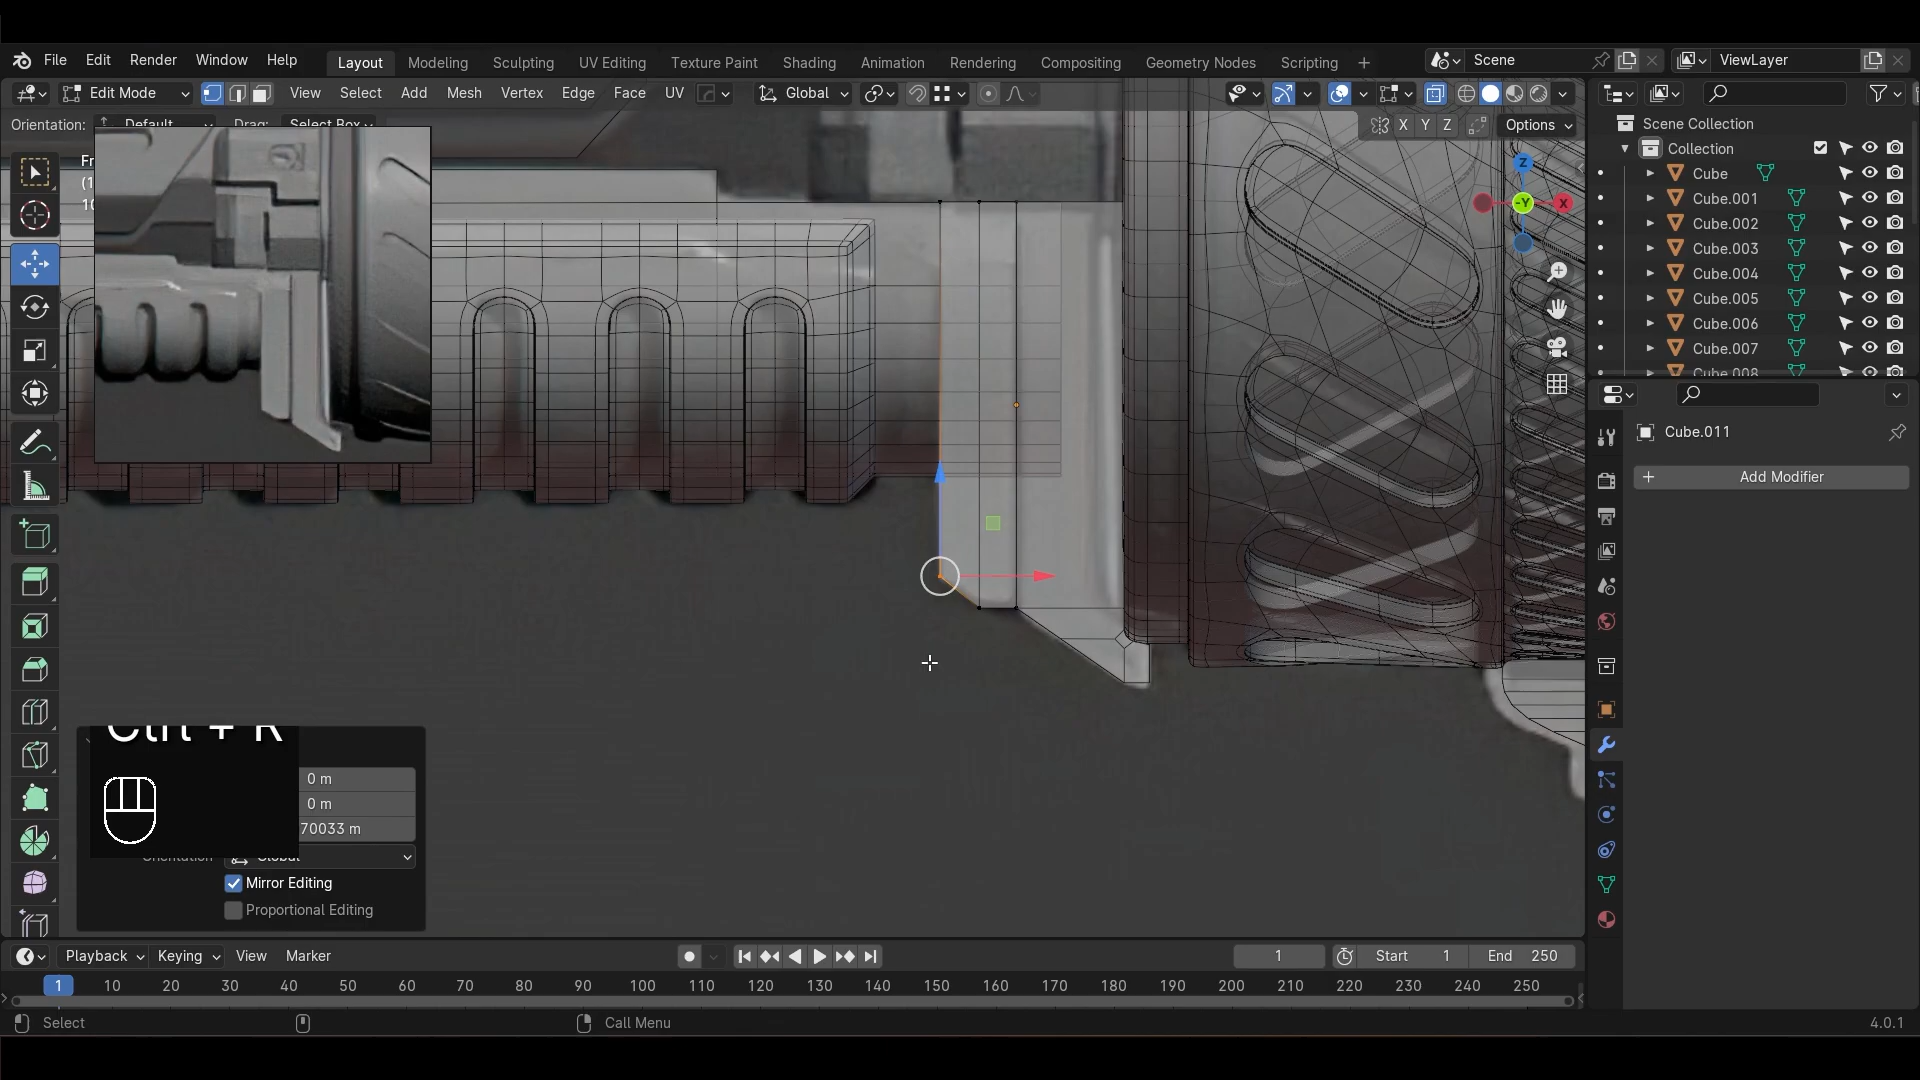 File Edit Render Window Help Layout Modeling Sculpting UV Editing Texture Paint Shading Animation Rendering Compositing Geometry Nodes Scripting + Scene ViewLayer
Edit Mode View Select Add Mesh Vertex Edge Face UV Global
Orientation: Default Drag: Select Box X Y Z Options
Scene Collection
Collection
Cube
Cube.001
Cube.002
Cube.003
Cube.004
Cube.005
Cube.006
Cube.007
Cube.008
Z
-Y
X
Cube.011
+ Add Modifier
Ctrl + R
0 m
0 m
70033 m
Orientation Global
Mirror Editing
Proportional Editing
Playback Keying View Marker 1 Start 1 End 250
1 10 20 30 40 50 60 70 80 90 100 110 120 130 140 150 160 170 180 190 200 210 220 230 240 250
Select Call Menu 4.0.1